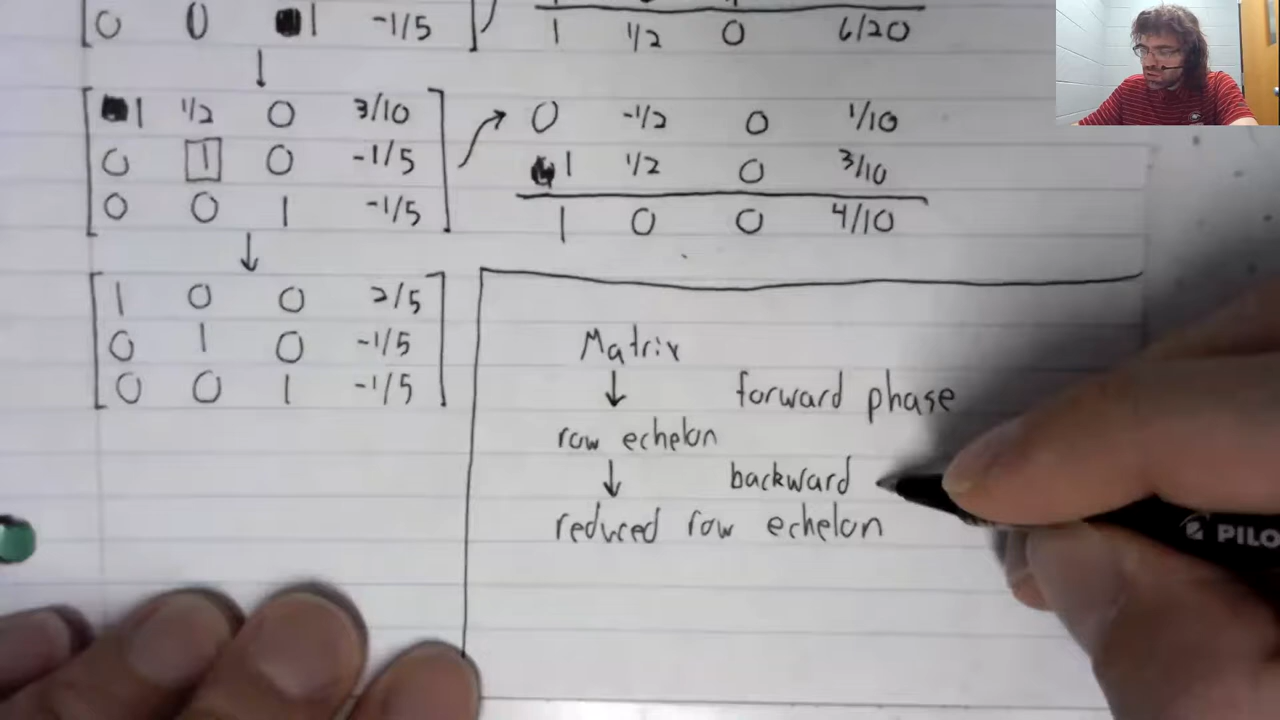 0 0 1 -1/5
1 1/2 0 6/20
1 1/2 0 3/10
0 1 0 -1/5
0 0 1 -1/5
0 -1/2 0 1/10
1 1/2 0 3/10
1 0 0 4/10
1 0 0 2/5
0 1 0 -1/5
0 0 1 -1/5
Matrix
↓ forward phase
row echelon
↓ backward
reduced row echelon
PILO